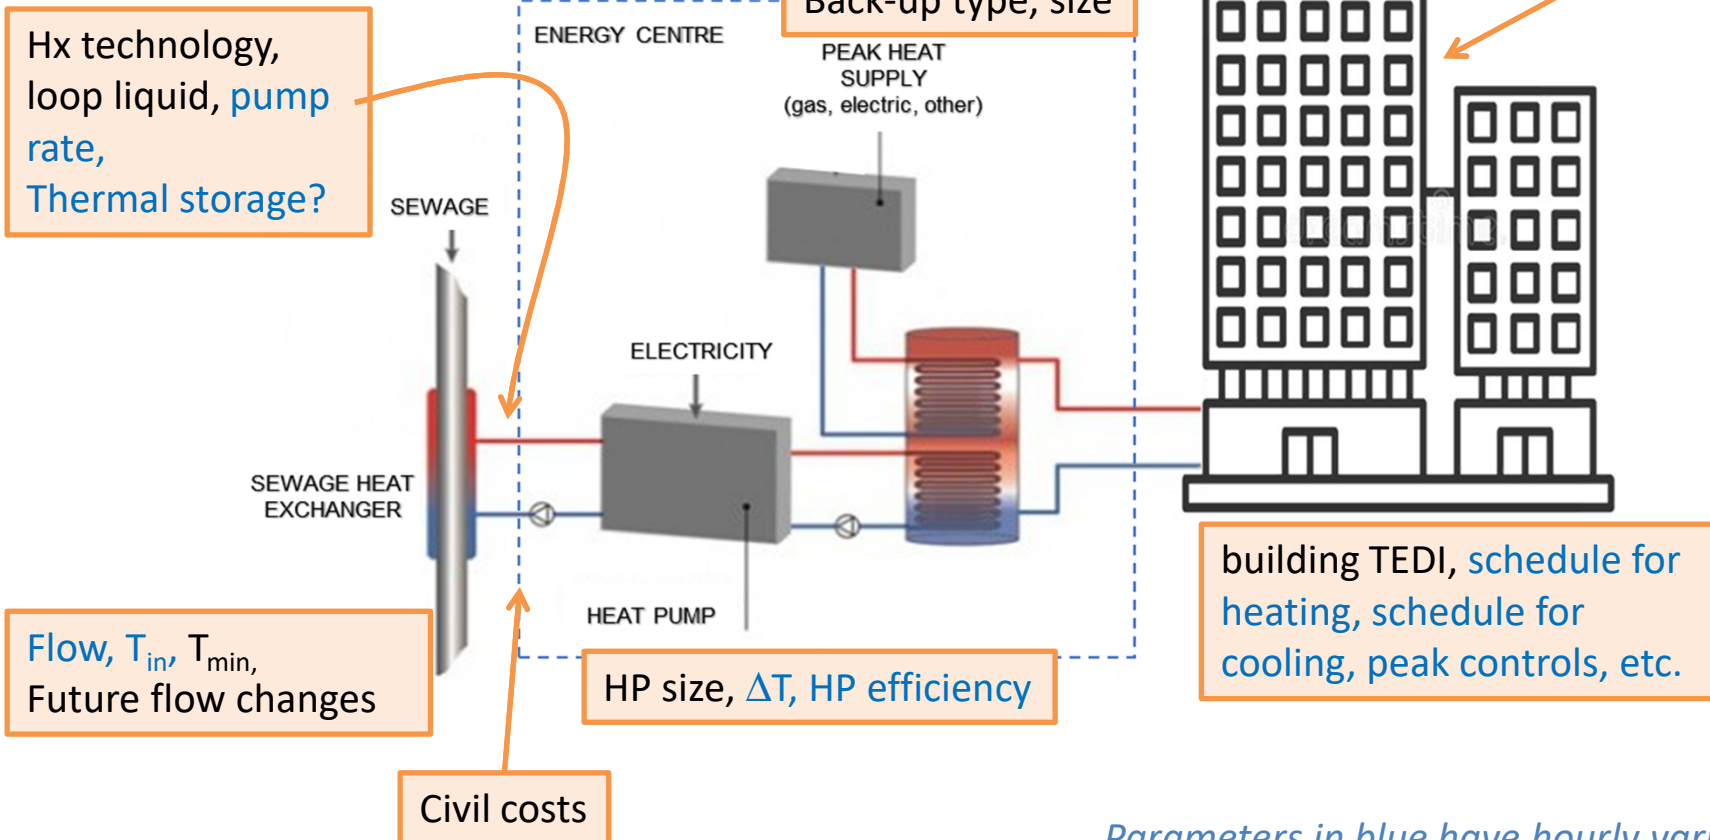 Back-up type, size
ENERGY CENTRE
PEAK HEAT
SUPPLY
(gas, electric, other)
Hx technology,
loop liquid, pump
rate,
Thermal storage?
SEWAGE
ELECTRICITY
SEWAGE HEAT
EXCHANGER
HEAT PUMP
building TEDI, schedule for
heating, schedule for
cooling, peak controls, etc.
Flow, Tin, Tmin,
Future flow changes
HP size, ΔT, HP efficiency
Civil costs
Parameters in blue have hourly